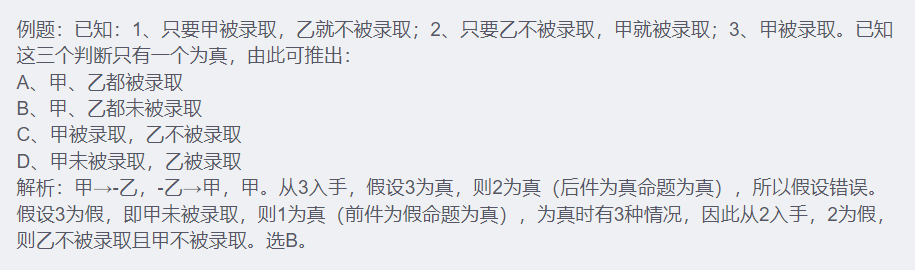 例题：已知：1、只要甲被录取，乙就不被录取；2、只要乙不被录取，甲就被录取；3、甲被录取。已知
这三个判断只有一个为真，由此可推出：
A、甲、乙都被录取
B、甲、乙都未被录取
C、甲被录取，乙不被录取
D、甲未被录取，乙被录取
解析：甲→-乙，-乙→甲，甲。从3入手，假设3为真，则2为真（后件为真命题为真），所以假设错误。
假设3为假，即甲未被录取，则1为真（前件为假命题为真），为真时有3种情况，因此从2入手，2为假，
则乙不被录取且甲不被录取。选B。